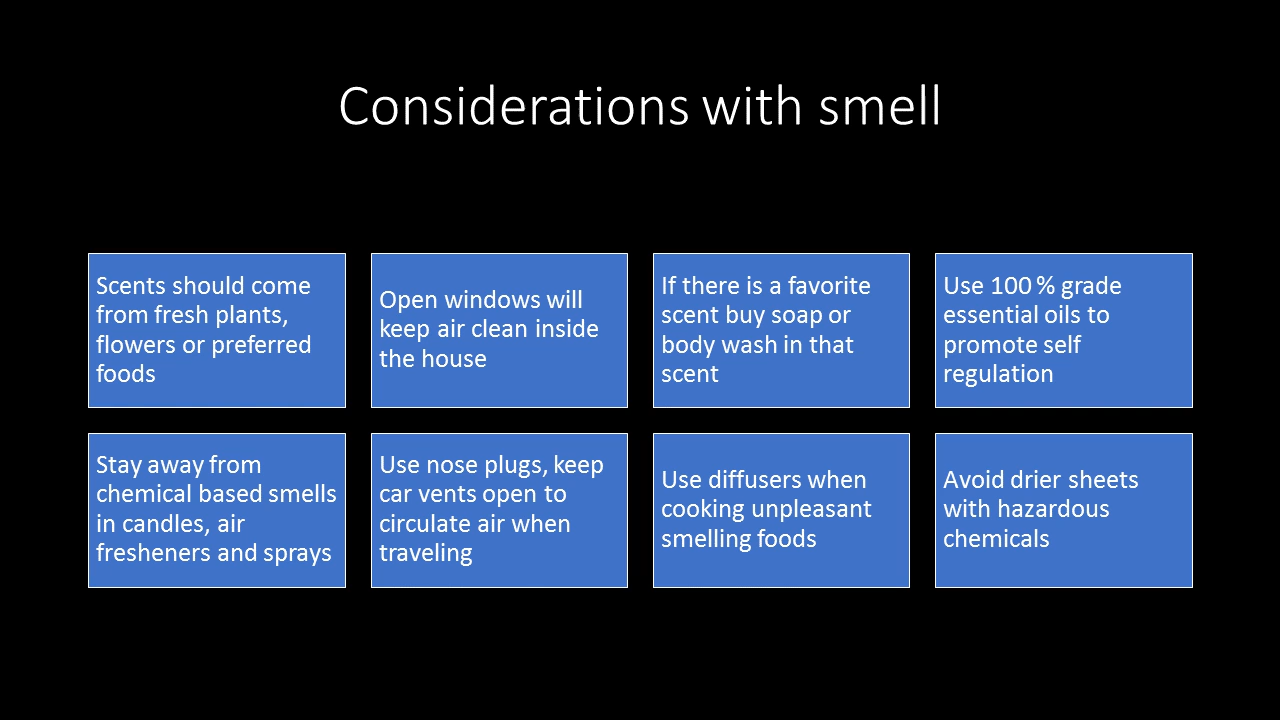 Considerations with smell
Scents should come
from fresh plants,
flowers or preferred
foods
Open windows will
keep air clean inside
the house
If there is a favorite
scent buy soap or
body wash in that
scent
Use 100 % grade
essential oils to
promote self
regulation
Stay away from
chemical based smells
in candles, air
fresheners and sprays
Use nose plugs, keep
car vents open to
circulate air when
traveling
Use diffusers when
cooking unpleasant
smelling foods
Avoid drier sheets
with hazardous
chemicals